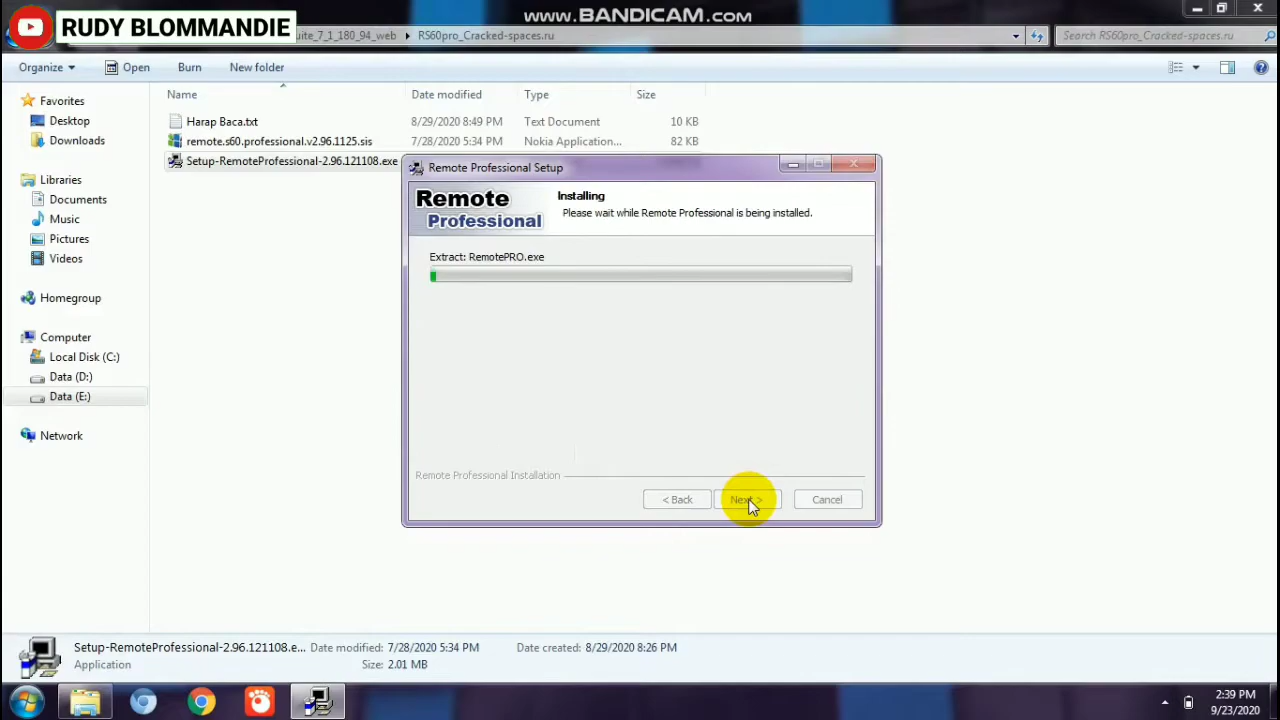 WWW.BANDICAM.COM
RUDY BLOMMANDIE
uite_7_1_180_94_web
RS60pro_Cracked-spaces.ru
Search RS60pro_Cracked-spaces.ru
Organize
Open
Burn
New folder
Name
Date modified
Type
Size
Favorites
Desktop
Downloads
Libraries
Documents
Music
Pictures
Videos
Homegroup
Computer
Local Disk (C:)
Data (D:)
Data (E:)
Network
Harap Baca.txt 8/29/2020 8:49 PM Text Document 10 KB
remote.s60.professional.v2.96.1125.sis 7/28/2020 5:34 PM Nokia Application... 82 KB
Setup-RemoteProfessional-2.96.121108.exe
Remote Professional Setup
Remote
Professional
Installing
Please wait while Remote Professional is being installed.
Extract: RemotePRO.exe
Remote Professional Installation
< Back
Next >
Cancel
Setup-RemoteProfessional-2.96.121108.e... Date modified: 7/28/2020 5:34 PM Date created: 8/29/2020 8:26 PM
Application Size: 2.01 MB
2:39 PM
9/23/2020